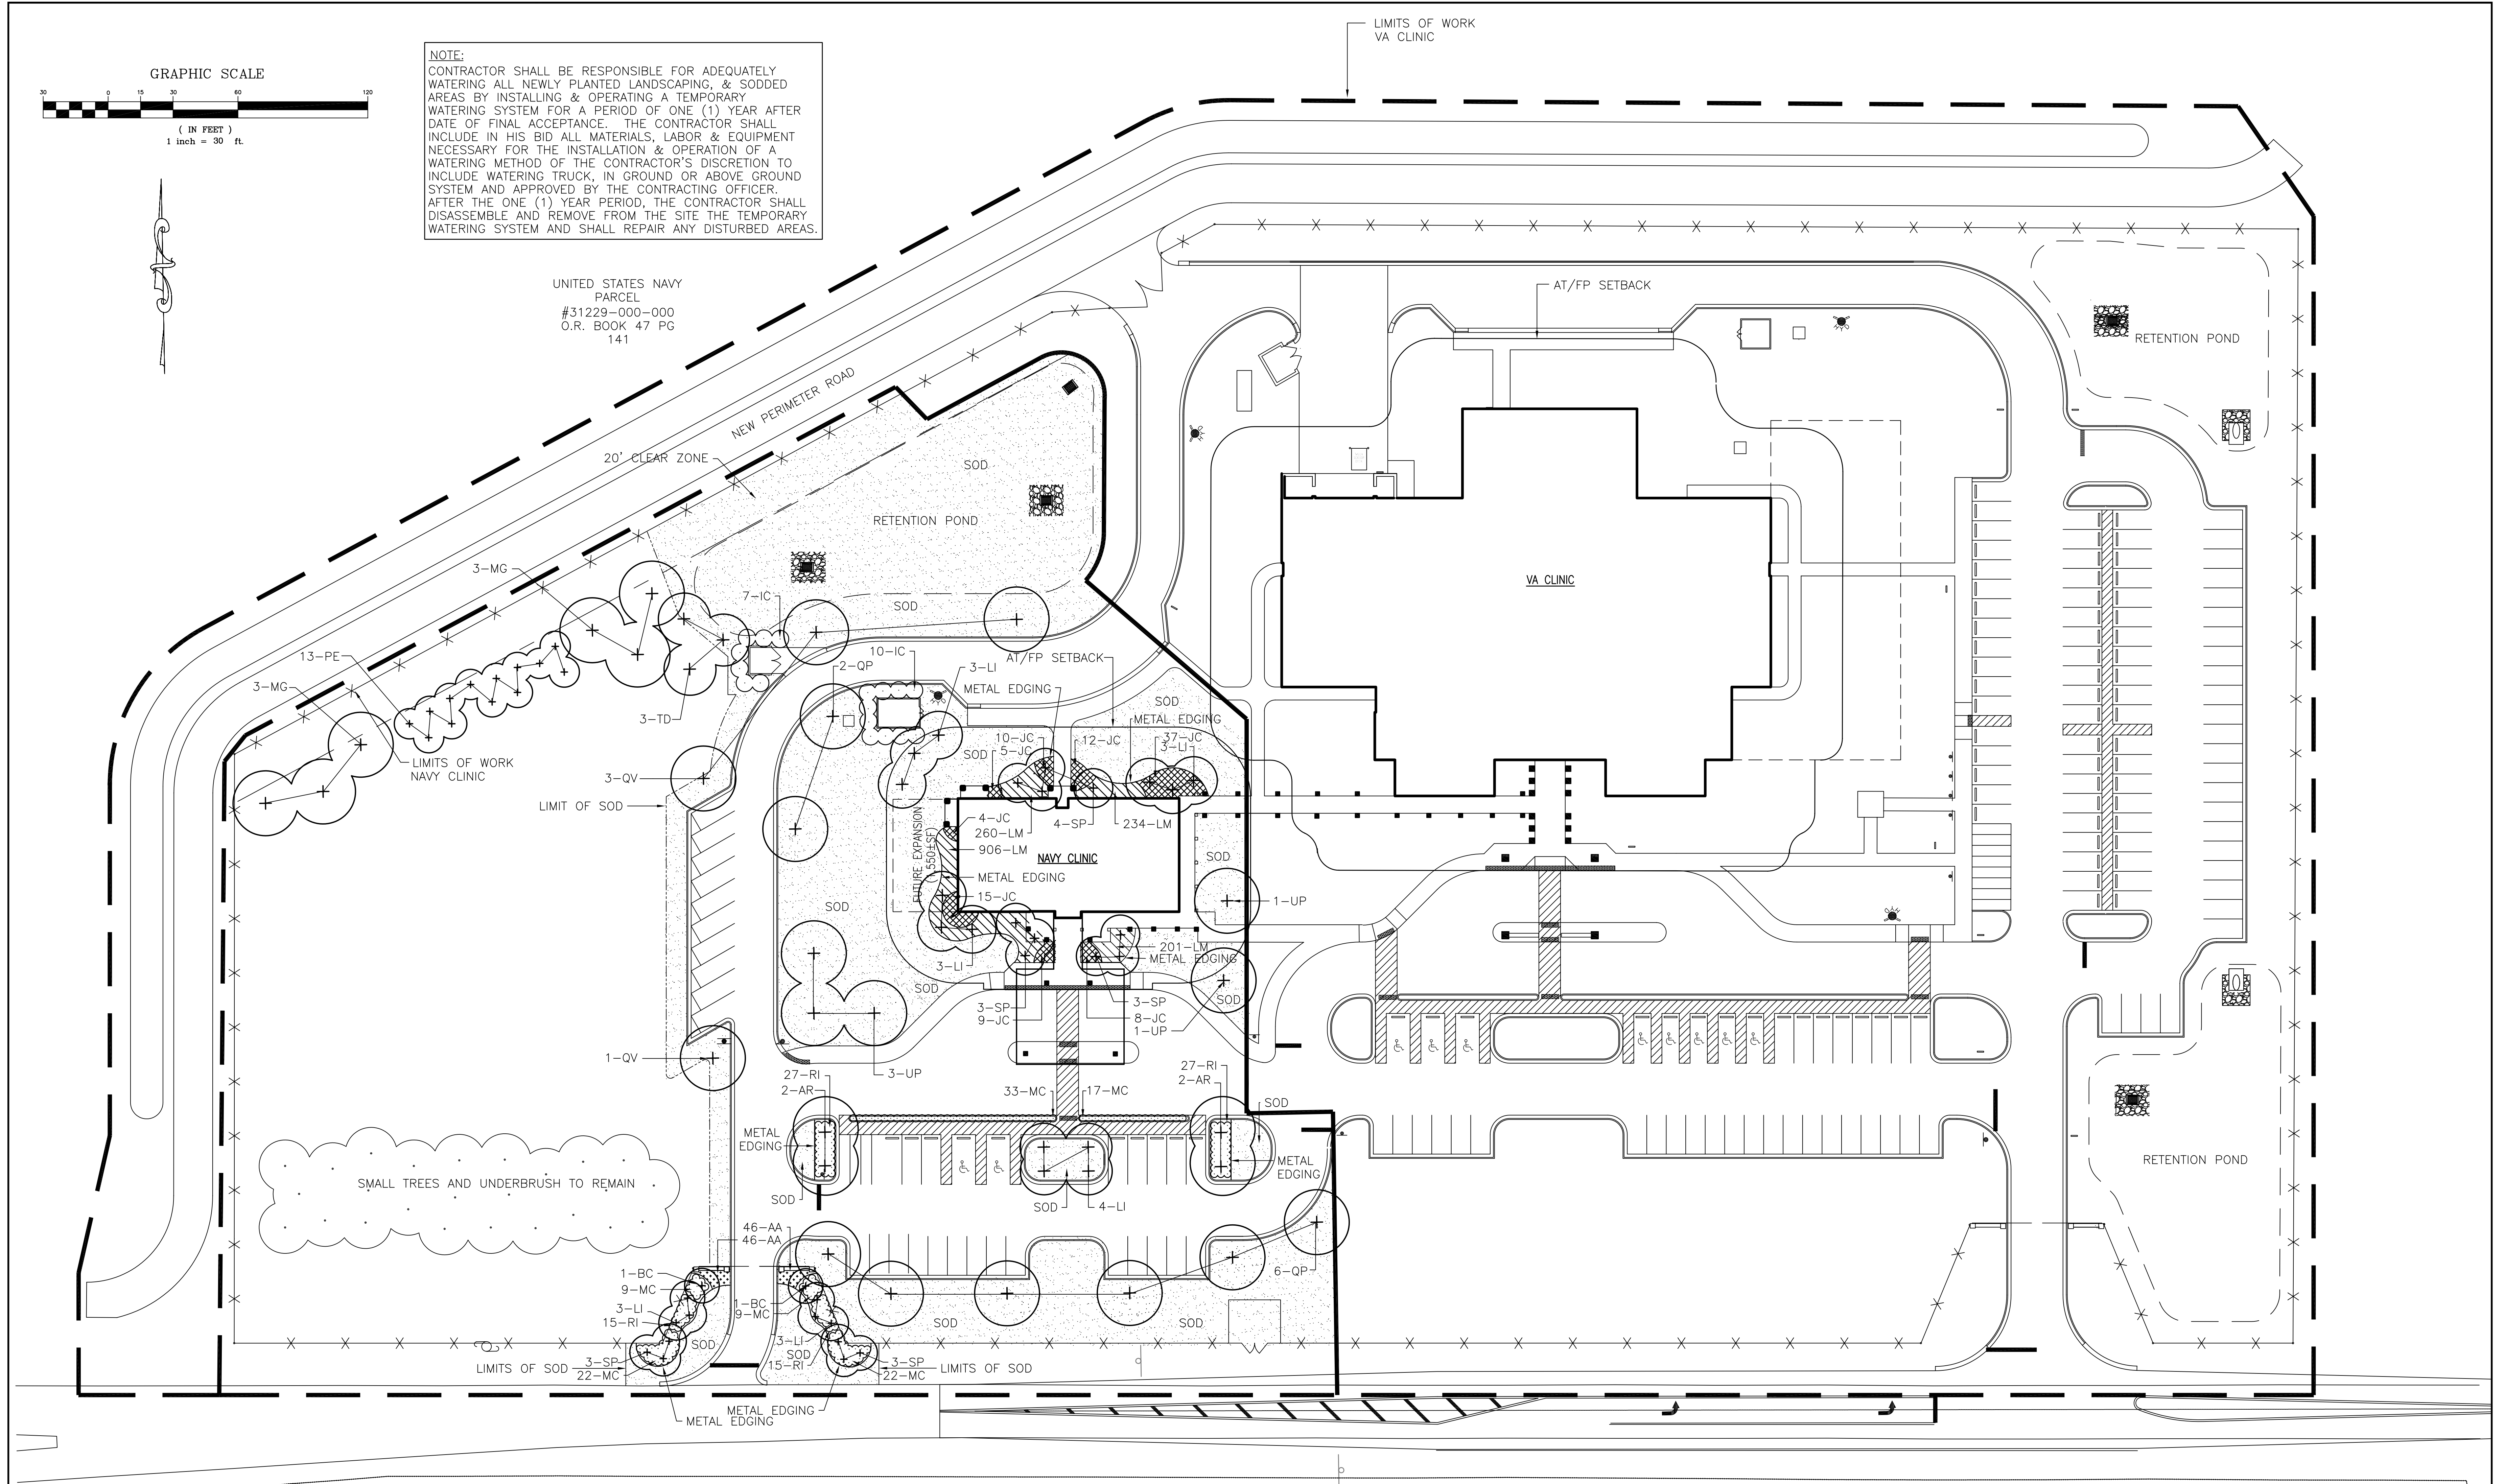 LIMITS OF WORK
VA CLINIC
GRAPHIC SCALE
30 0 15 30 60 120
( IN FEET )
1 inch = 30 ft.
NOTE:
CONTRACTOR SHALL BE RESPONSIBLE FOR ADEQUATELY
WATERING ALL NEWLY PLANTED LANDSCAPING, & SODDED
AREAS BY INSTALLING & OPERATING A TEMPORARY
WATERING SYSTEM FOR A PERIOD OF ONE (1) YEAR AFTER
DATE OF FINAL ACCEPTANCE. THE CONTRACTOR SHALL
INCLUDE IN HIS BID ALL MATERIALS, LABOR & EQUIPMENT
NECESSARY FOR THE INSTALLATION & OPERATION OF A
WATERING METHOD OF THE CONTRACTOR'S DISCRETION TO
INCLUDE WATERING TRUCK, IN GROUND OR ABOVE GROUND
SYSTEM AND APPROVED BY THE CONTRACTING OFFICER.
AFTER THE ONE (1) YEAR PERIOD, THE CONTRACTOR SHALL
DISASSEMBLE AND REMOVE FROM THE SITE THE TEMPORARY
WATERING SYSTEM AND SHALL REPAIR ANY DISTURBED AREAS.
UNITED STATES NAVY
PARCEL
#31229-000-000
O.R. BOOK 47 PG
141
AT/FP SETBACK
RETENTION POND
NEW PERIMETER ROAD
20' CLEAR ZONE
SOD
RETENTION POND
3-MG
7-IC
SOD
VA CLINIC
13-PE
10-IC
AT/FP SETBACK
2-QP
3-LI
3-MG
METAL EDGING
SOD
3-TD
METAL EDGING
10-JC
12-JC
37-JC
5-JC
3-LI
SOD
LIMITS OF WORK
NAVY CLINIC
3-QV
LIMIT OF SOD
FUTURE EXPANSION
(1550±SF)
4-JC
260-LM
4-SP
234-LM
906-LM
NAVY CLINIC
SOD
METAL EDGING
15-JC
SOD
1-UP
201-LM
METAL EDGING
3-LI
SOD
3-SP
3-SP
SOD
9-JC
8-JC
1-UP
1-QV
3-UP
27-RI
2-AR
33-MC
17-MC
27-RI
2-AR
SOD
METAL
EDGING
METAL
EDGING
RETENTION POND
SMALL TREES AND UNDERBRUSH TO REMAIN
SOD
SOD
4-LI
46-AA
46-AA
6-QP
1-BC
9-MC
1-BC
9-MC
3-LI
15-RI
SOD
SOD
SOD
3-LI
SOD
15-RI
3-SP
22-MC
LIMITS OF SOD
3-SP
22-MC
LIMITS OF SOD
METAL EDGING
METAL EDGING